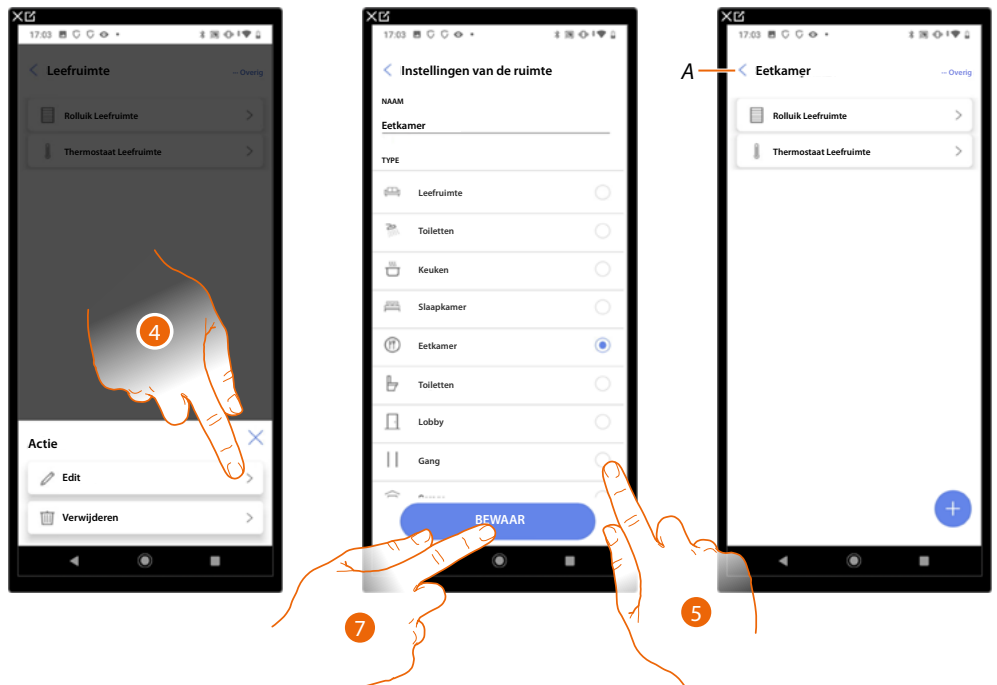 17:03
Leefruimte
··· Overig
Rolluik Leefruimte
Thermostaat Leefruimte
4
Actie
Edit
Verwijderen
17:03
Instellingen van de ruimte
NAAM
Eetkamer
TYPE
Leefruimte
Toiletten
Keuken
Slaapkamer
Eetkamer
Toiletten
Lobby
Gang
BEWAAR
7
5
17:03
A
Eetkamer
··· Overig
Rolluik Leefruimte
Thermostaat Leefruimte